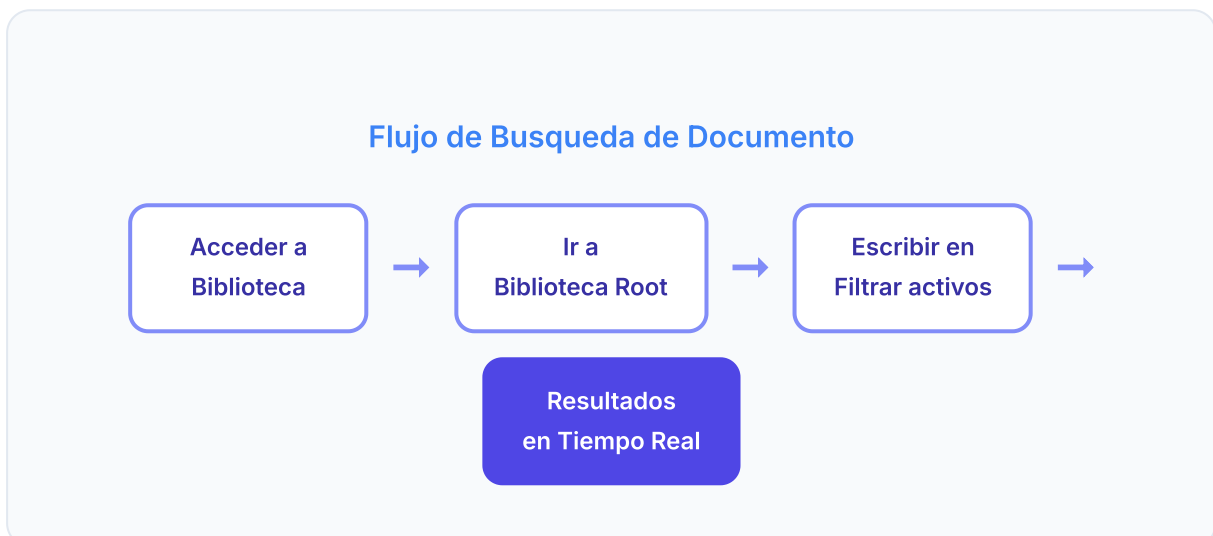 Flujo de Busqueda de Documento
Acceder a
Biblioteca
Ir a
Biblioteca Root
Escribir en
Filtrar activos
Resultados
en Tiempo Real